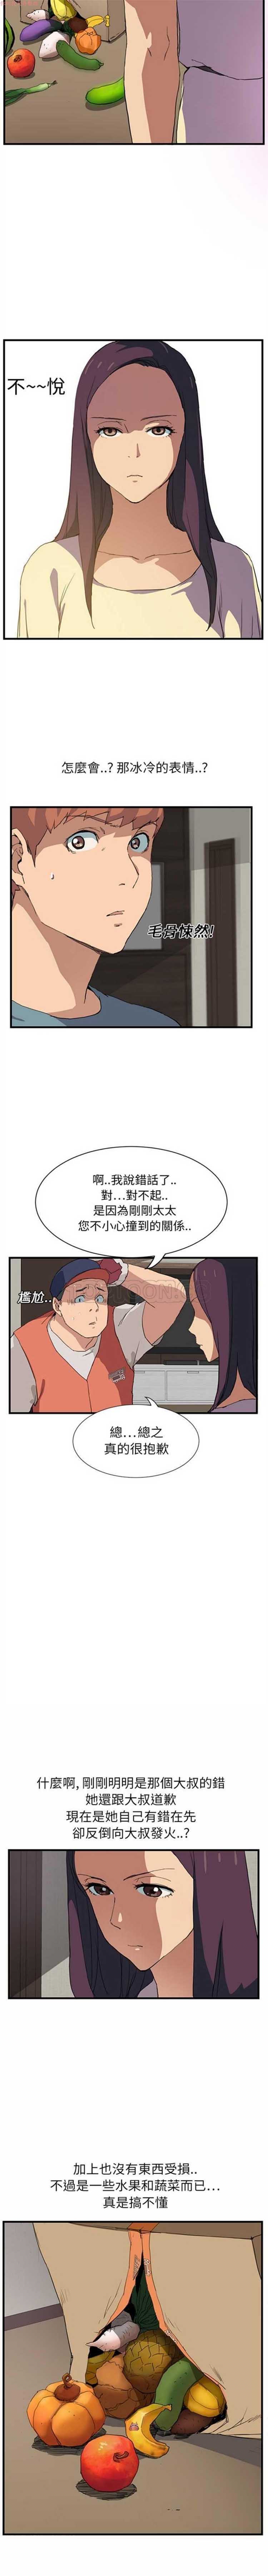 不~~悅
怎麼會..? 那冰冷的表情..?
毛骨悚然!
啊..我說錯話了..
對...對不起..
是因為剛剛太太
您不小心撞到的關係..
尷尬...
總...總之
真的很抱歉
什麼啊, 剛剛明明是那個大叔的錯
她還跟大叔道歉
現在是她自己有錯在先
卻反倒向大叔發火..?
加上也沒有東西受損..
不過是一些水果和蔬菜而已...
真是搞不懂